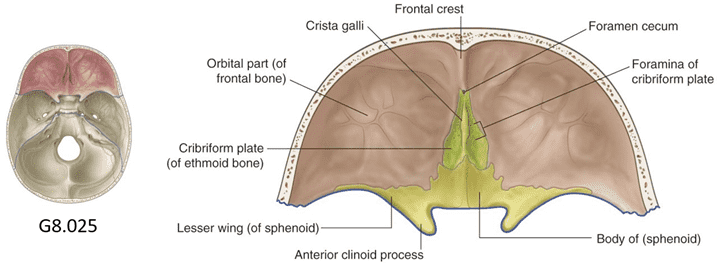 Frontal crest
Crista galli
Foramen cecum
Orbital part (of
frontal bone)
Foramina of
cribriform plate
Cribriform plate
(of ethmoid bone)
G8.025
Lesser wing (of sphenoid)
Body of (sphenoid)
Anterior clinoid process